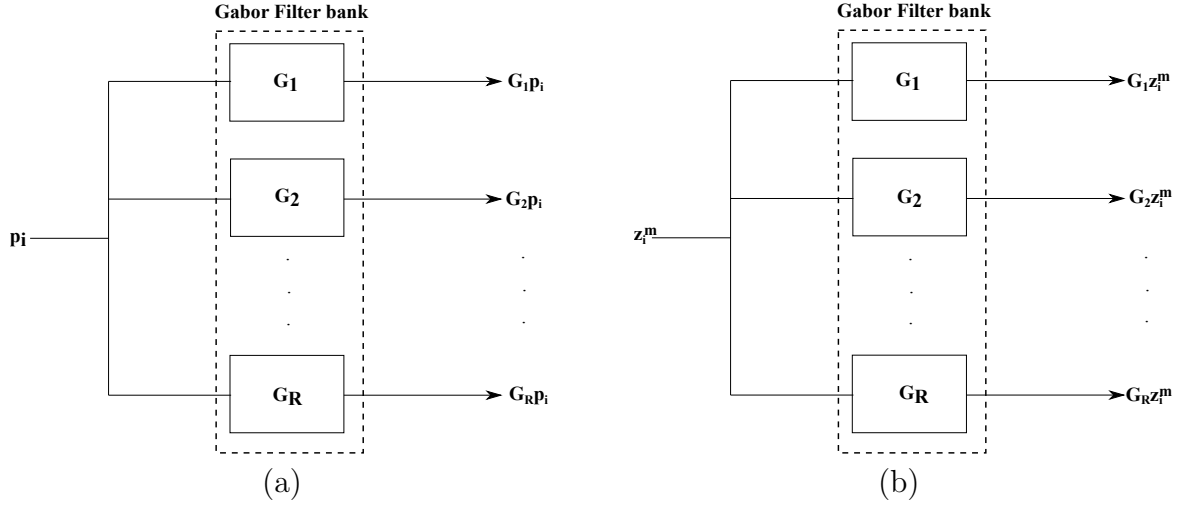 Gabor Filter bank
G1
G1pi
G2
G2pi
pi
GR
GRpi
(a)
Gabor Filter bank
G1
G1zim
G2
G2zim
zim
GR
GRzim
(b)